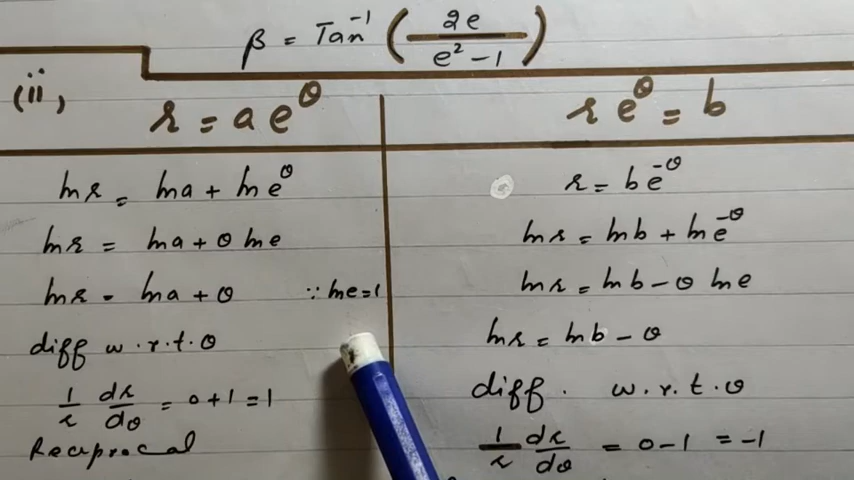 β = Tan⁻¹ ( 2e / e² - 1 )
(ii)
r = a e^θ
ln r = ln a + ln e^θ
ln r = ln a + θ ln e
ln r = ln a + θ ∵ ln e = 1
diff w.r.t.θ
1/r dr/dθ = 0 + 1 = 1
Reciprocal
r e^θ = b
r = b e^-θ
ln r = ln b + ln e^-θ
ln r = ln b - θ ln e
ln r = ln b - θ
diff. w.r.t.θ
1/r dr/dθ = 0 - 1 = -1